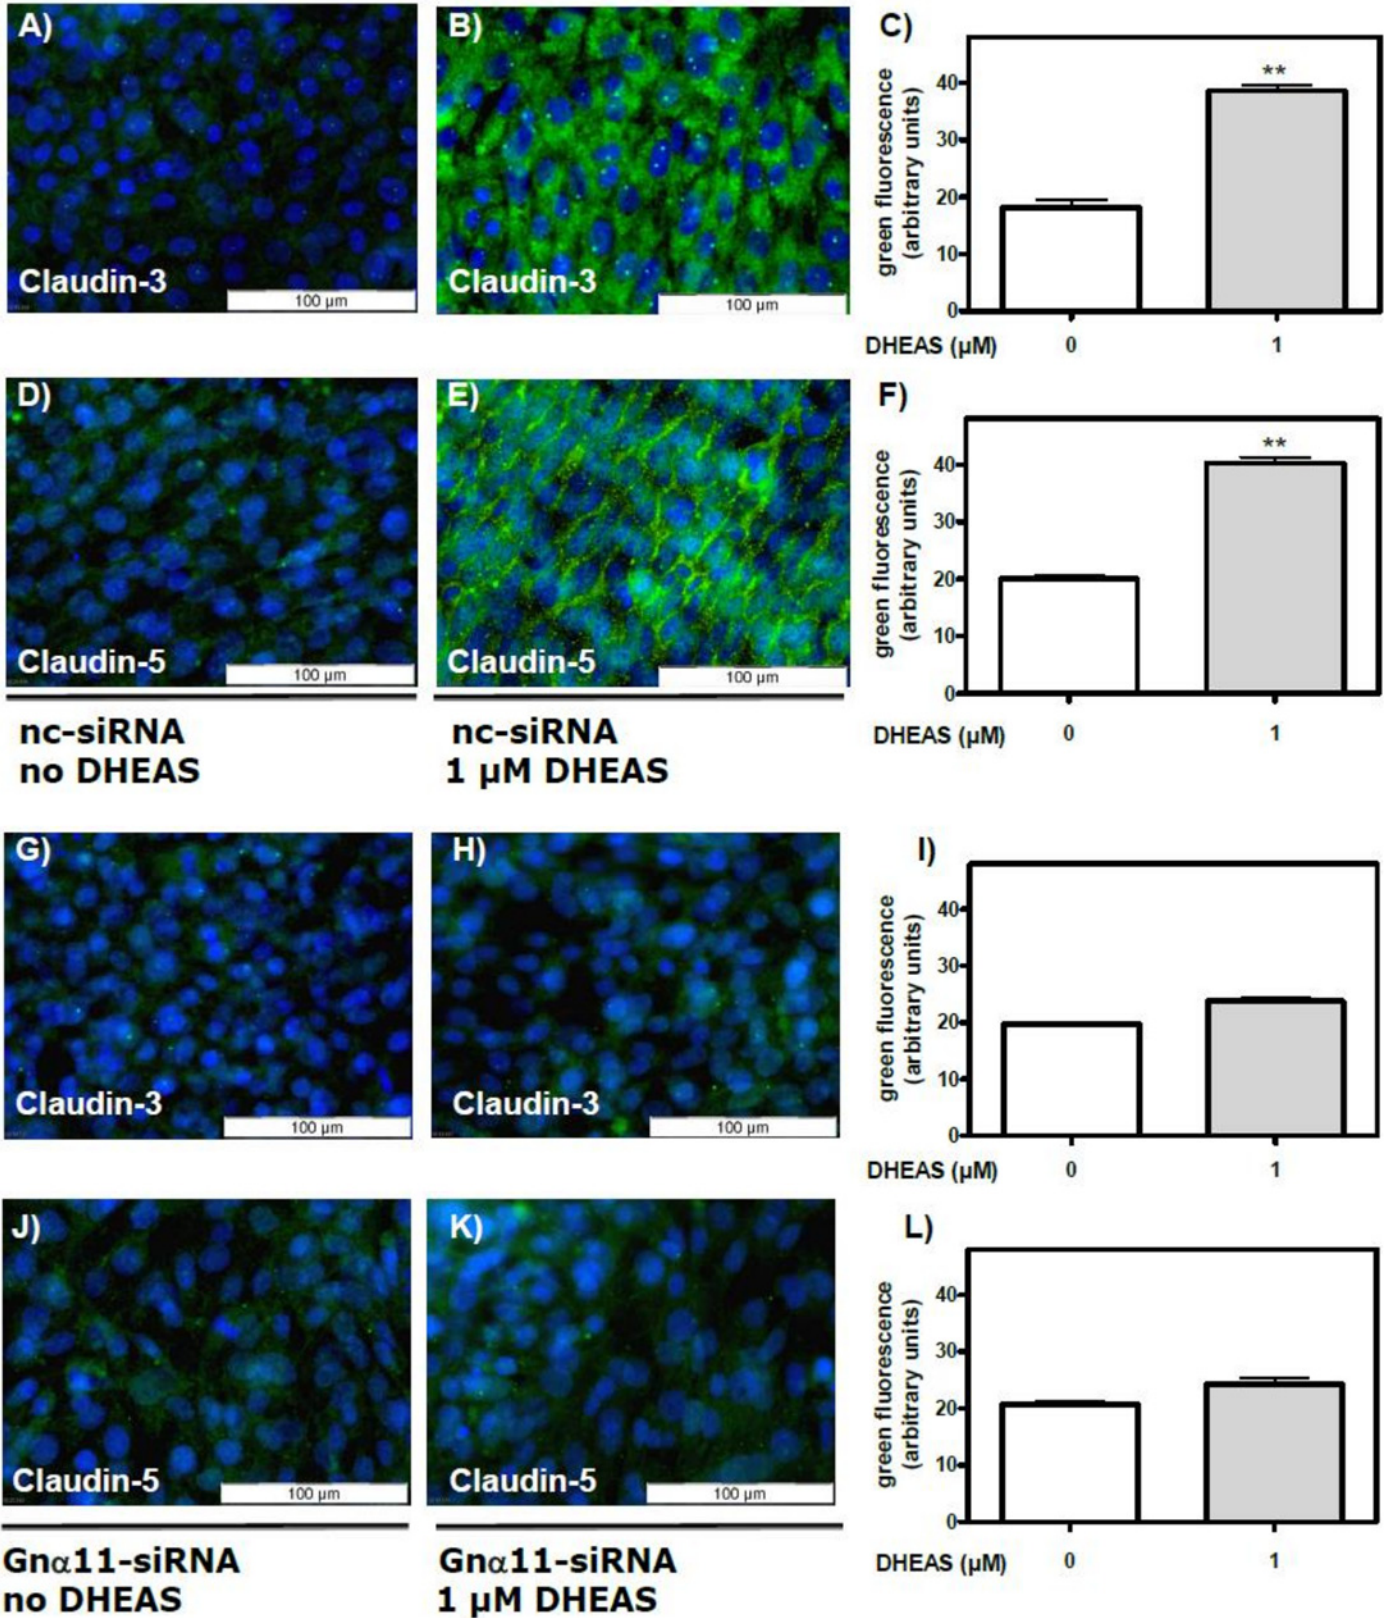 A)
Claudin-3
100 µm
B)
Claudin-3
100 µm
C)
green fluorescence
(arbitrary units)
40
30
20
10
0
**
DHEAS (µM)
0
1
D)
Claudin-5
100 µm
E)
Claudin-5
100 µm
F)
green fluorescence
(arbitrary units)
40
30
20
10
0
**
DHEAS (µM)
0
1
nc-siRNA
no DHEAS
nc-siRNA
1 µM DHEAS
G)
Claudin-3
100 µm
H)
Claudin-3
100 µm
I)
green fluorescence
(arbitrary units)
40
30
20
10
0
DHEAS (µM)
0
1
J)
Claudin-5
100 µm
K)
Claudin-5
100 µm
L)
green fluorescence
(arbitrary units)
40
30
20
10
0
DHEAS (µM)
0
1
Gnα11-siRNA
no DHEAS
Gnα11-siRNA
1 µM DHEAS